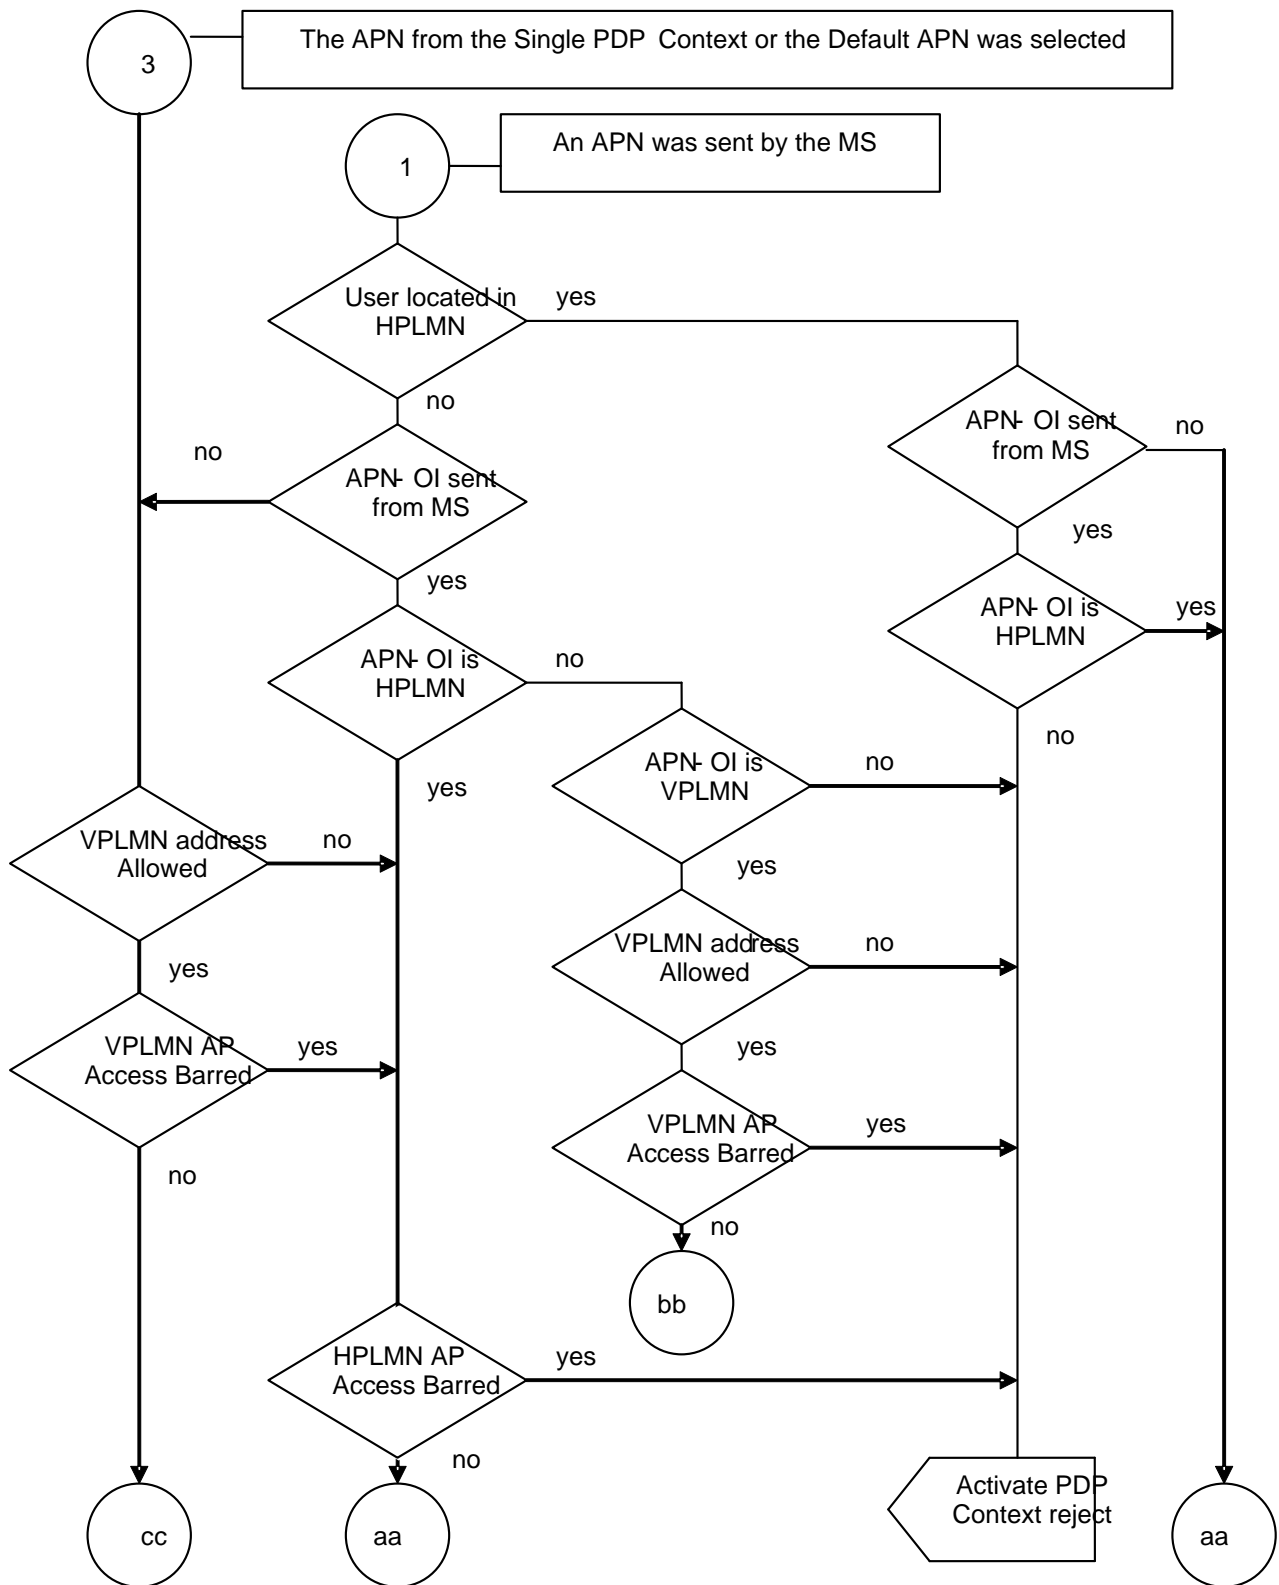 3
The APN from the Single PDP Context or the Default APN was selected
1
An APN was sent by the MS
User located in
HPLMN
yes
no
APN- OI sent
from MS
no
no
APN- OI sent
from MS
yes
yes
APN- OI is
HPLMN
yes
APN- OI is
HPLMN
no
no
yes
APN- OI is
VPLMN
no
VPLMN address
Allowed
no
yes
yes
VPLMN address
Allowed
no
yes
VPLMN AP
Access Barred
yes
VPLMN AP
Access Barred
yes
no
no
bb
HPLMN AP
Access Barred
yes
no
Activate PDP
Context reject
cc
aa
aa